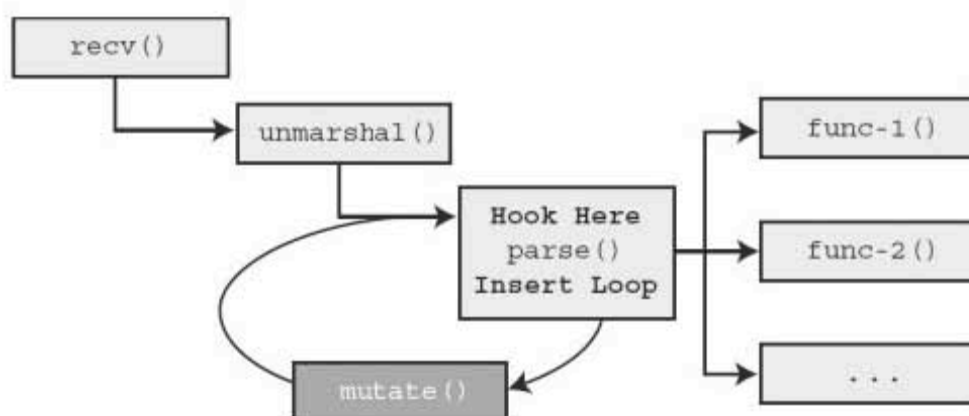 recv()
unmarshal()
Hook Here
parse()
Insert Loop
mutate()
func-1()
func-2()
...